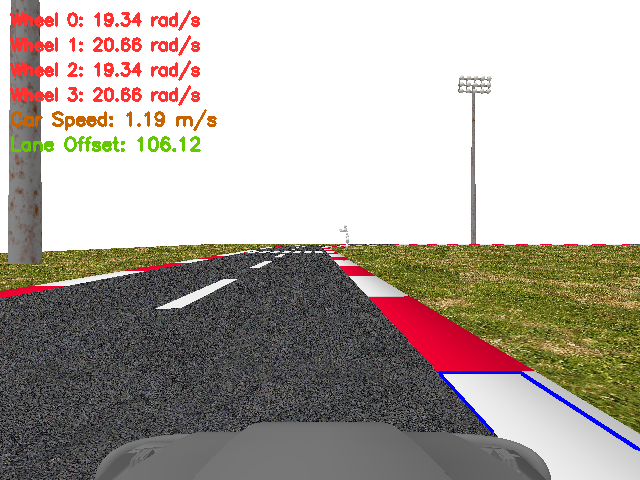 Wheel 0: 19.34 rad/s
Wheel 1: 20.66 rad/s
Wheel 2: 19.34 rad/s
Wheel 3: 20.66 rad/s
Car Speed: 1.19 m/s
Lane Offset: 106.12